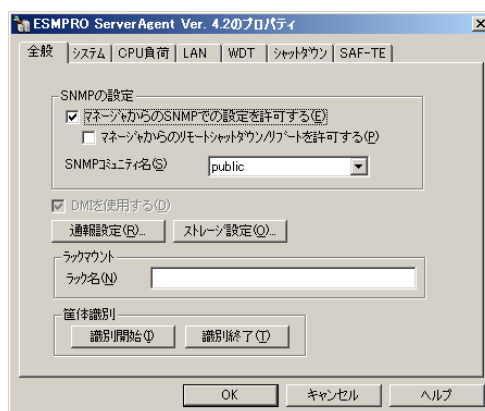 ESMPRO ServerAgent Ver. 4.2のプロパティ
全般 システム CPU負荷 LAN WDT シャットダウン SAF-TE
SNMPの設定
マネージャからのSNMPでの設定を許可する(E)
マネージャからのリモートシャットダウン/リブートを許可する(P)
SNMPコミュニティ名(S) public
DMIを使用する(D)
通報設定(R)... ストレージ設定(O)...
ラックマウント
ラック名(N)
筐体識別
識別開始(I) 識別終了(T)
OK キャンセル ヘルプ